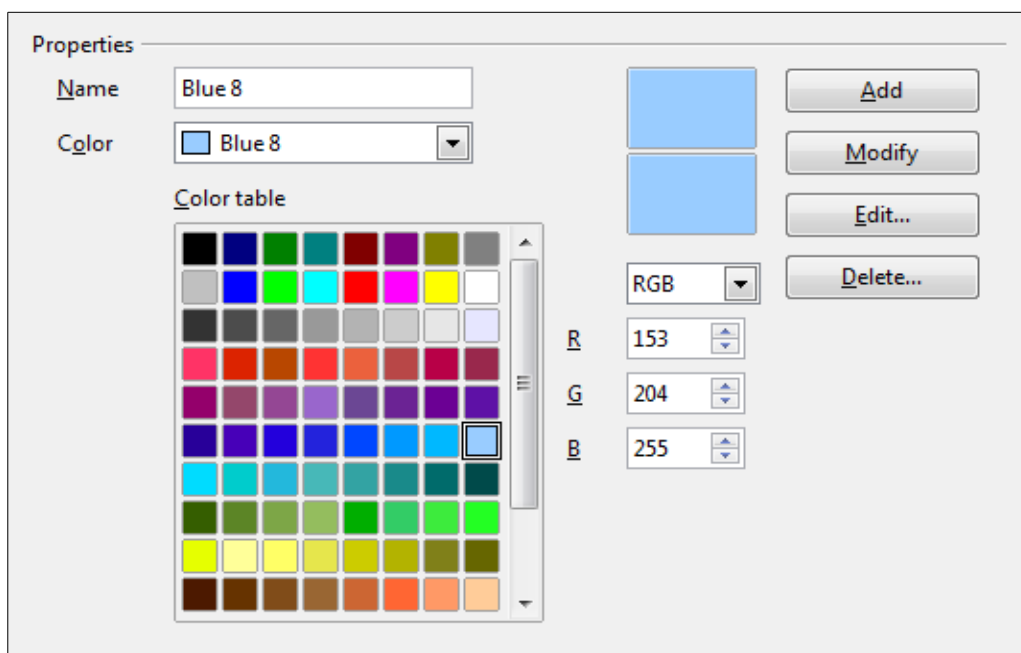 Properties
Name
Blue 8
Add
Color
Blue 8
Modify
Color table
Edit...
RGB
Delete...
R
153
G
204
B
255